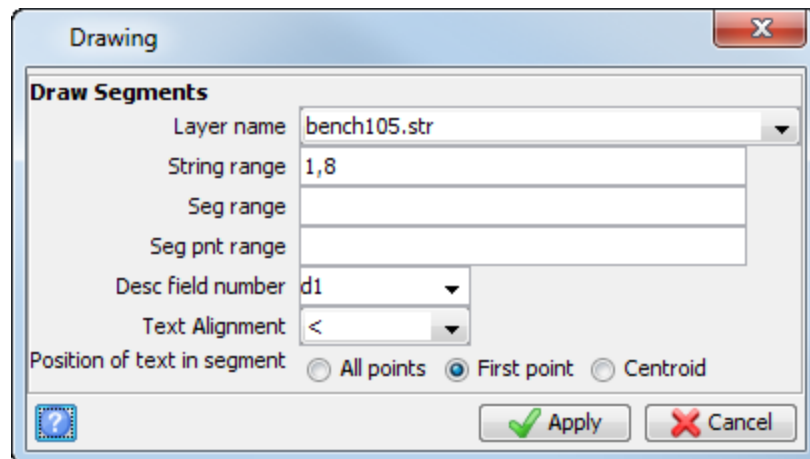 Drawing
Draw Segments
Layer name bench105.str
String range 1,8
Seg range
Seg pnt range
Desc field number d1
Text Alignment <
Position of text in segment All points First point Centroid
? Apply Cancel